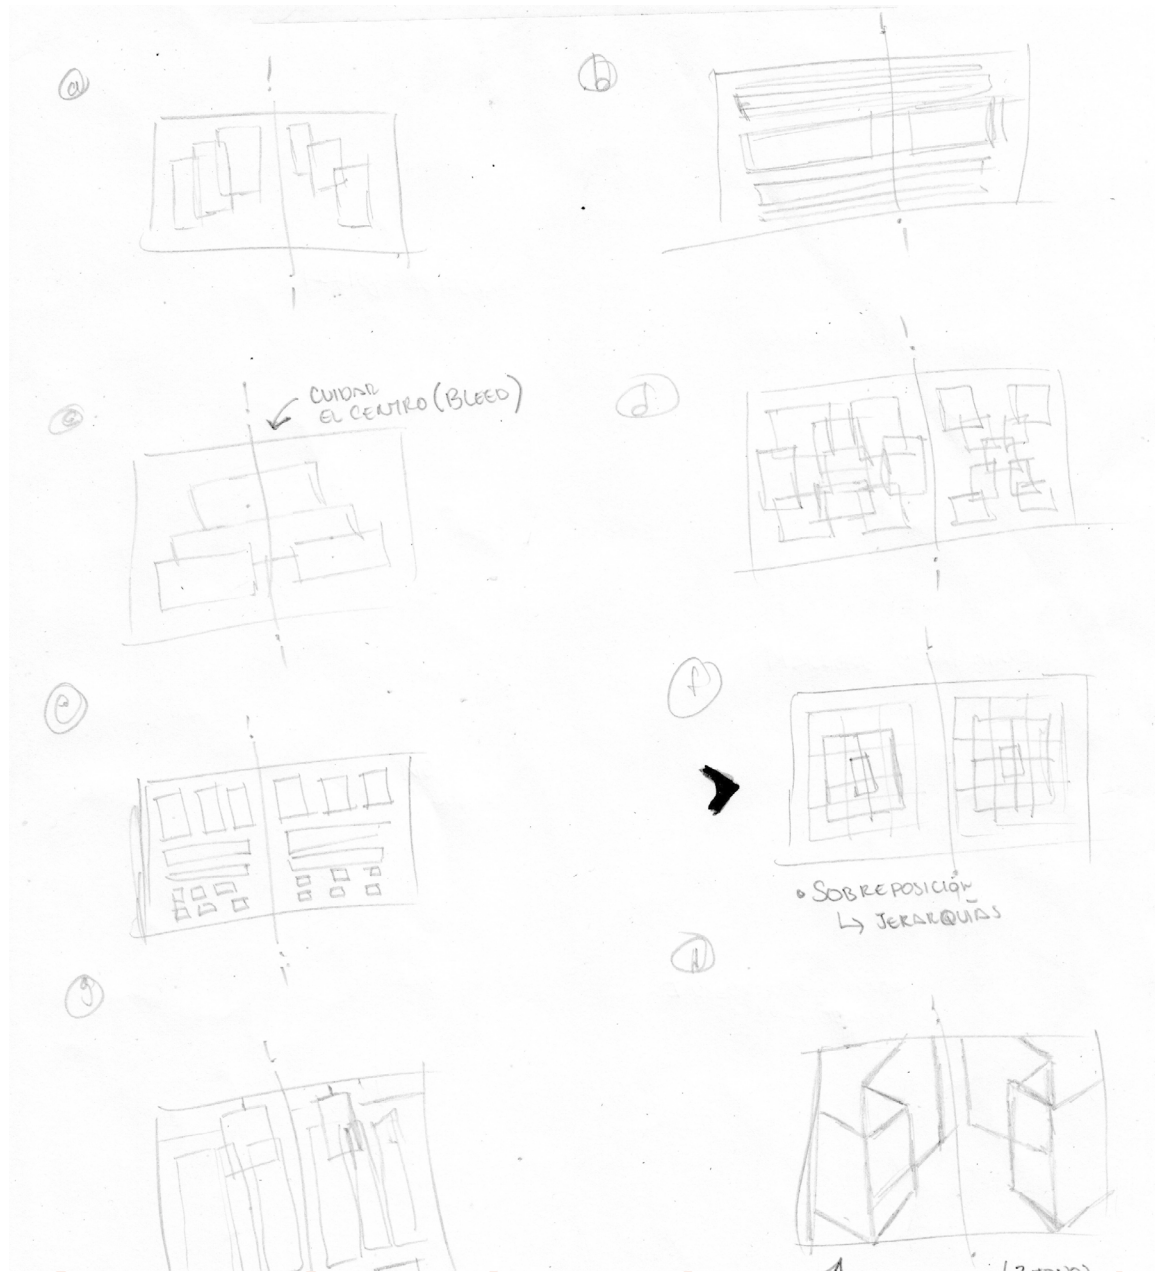 a
b
CUIDAR
EL CENTRO (BLEED)
d
e
f
• SOBREPOSICIÓN
↳ JERARQUÍAS
g